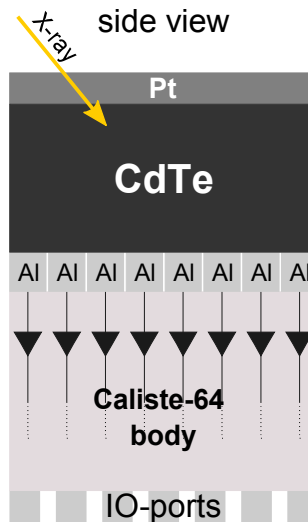 side view
X-ray
Pt
CdTe
Al Al Al Al Al Al Al Al
Caliste-64
body
IO-ports